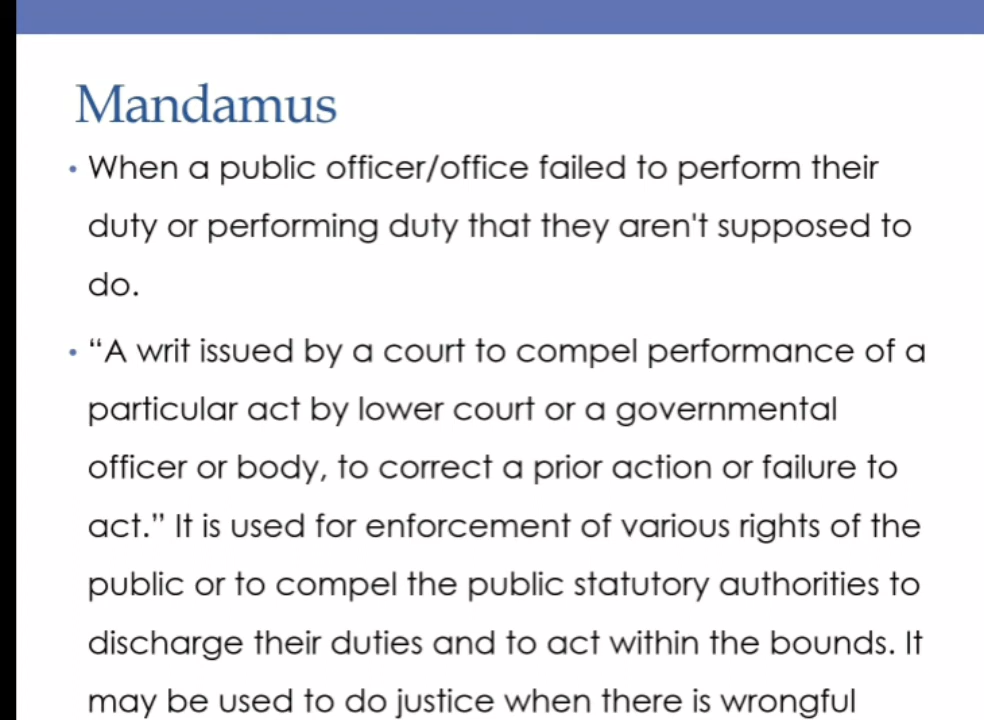 Mandamus
• When a public officer/office failed to perform their
duty or performing duty that they aren't supposed to
do.
• “A writ issued by a court to compel performance of a
particular act by lower court or a governmental
officer or body, to correct a prior action or failure to
act.” It is used for enforcement of various rights of the
public or to compel the public statutory authorities to
discharge their duties and to act within the bounds. It
may be used to do justice when there is wrongful